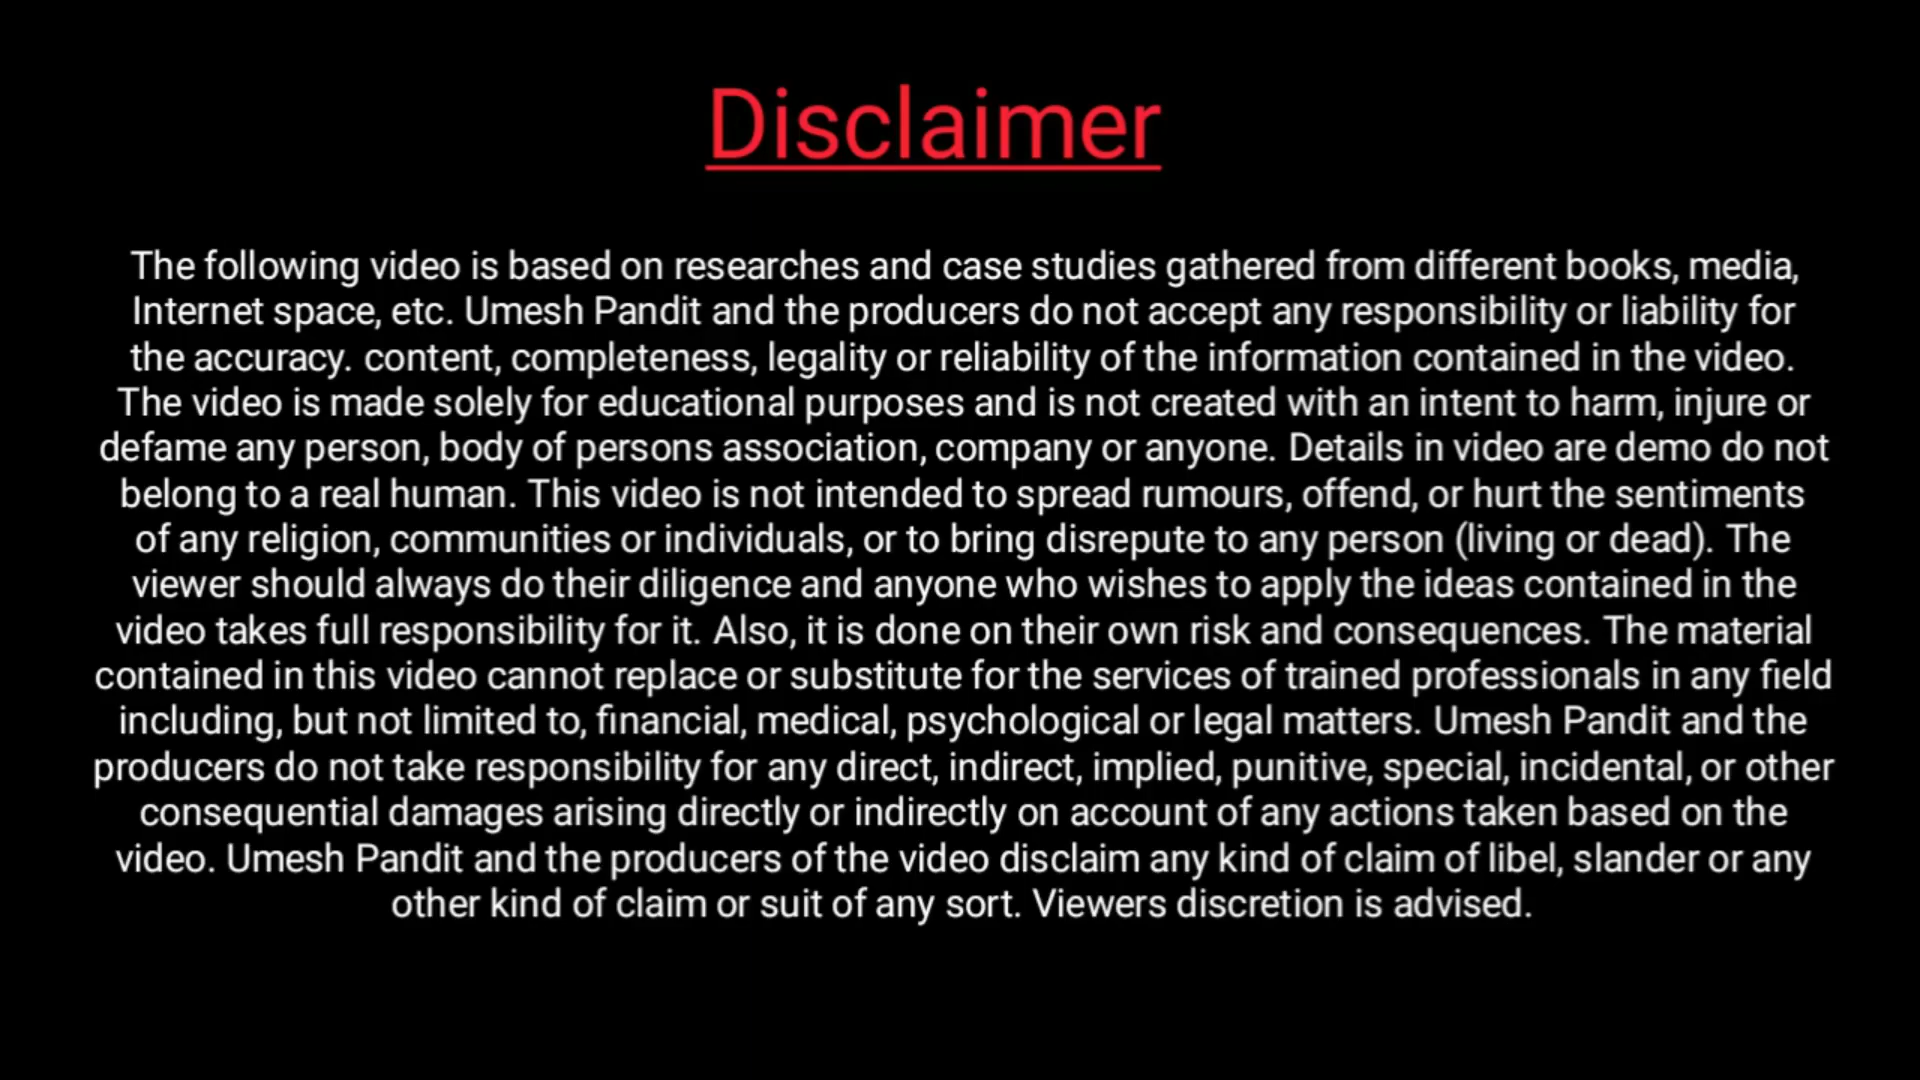 Disclaimer
The following video is based on researches and case studies gathered from different books, media,
Internet space, etc. Umesh Pandit and the producers do not accept any responsibility or liability for
the accuracy. content, completeness, legality or reliability of the information contained in the video.
The video is made solely for educational purposes and is not created with an intent to harm, injure or
defame any person, body of persons association, company or anyone. Details in video are demo do not
belong to a real human. This video is not intended to spread rumours, offend, or hurt the sentiments
of any religion, communities or individuals, or to bring disrepute to any person (living or dead). The
viewer should always do their diligence and anyone who wishes to apply the ideas contained in the
video takes full responsibility for it. Also, it is done on their own risk and consequences. The material
contained in this video cannot replace or substitute for the services of trained professionals in any field
including, but not limited to, financial, medical, psychological or legal matters. Umesh Pandit and the
producers do not take responsibility for any direct, indirect, implied, punitive, special, incidental, or other
consequential damages arising directly or indirectly on account of any actions taken based on the
video. Umesh Pandit and the producers of the video disclaim any kind of claim of libel, slander or any
other kind of claim or suit of any sort. Viewers discretion is advised.